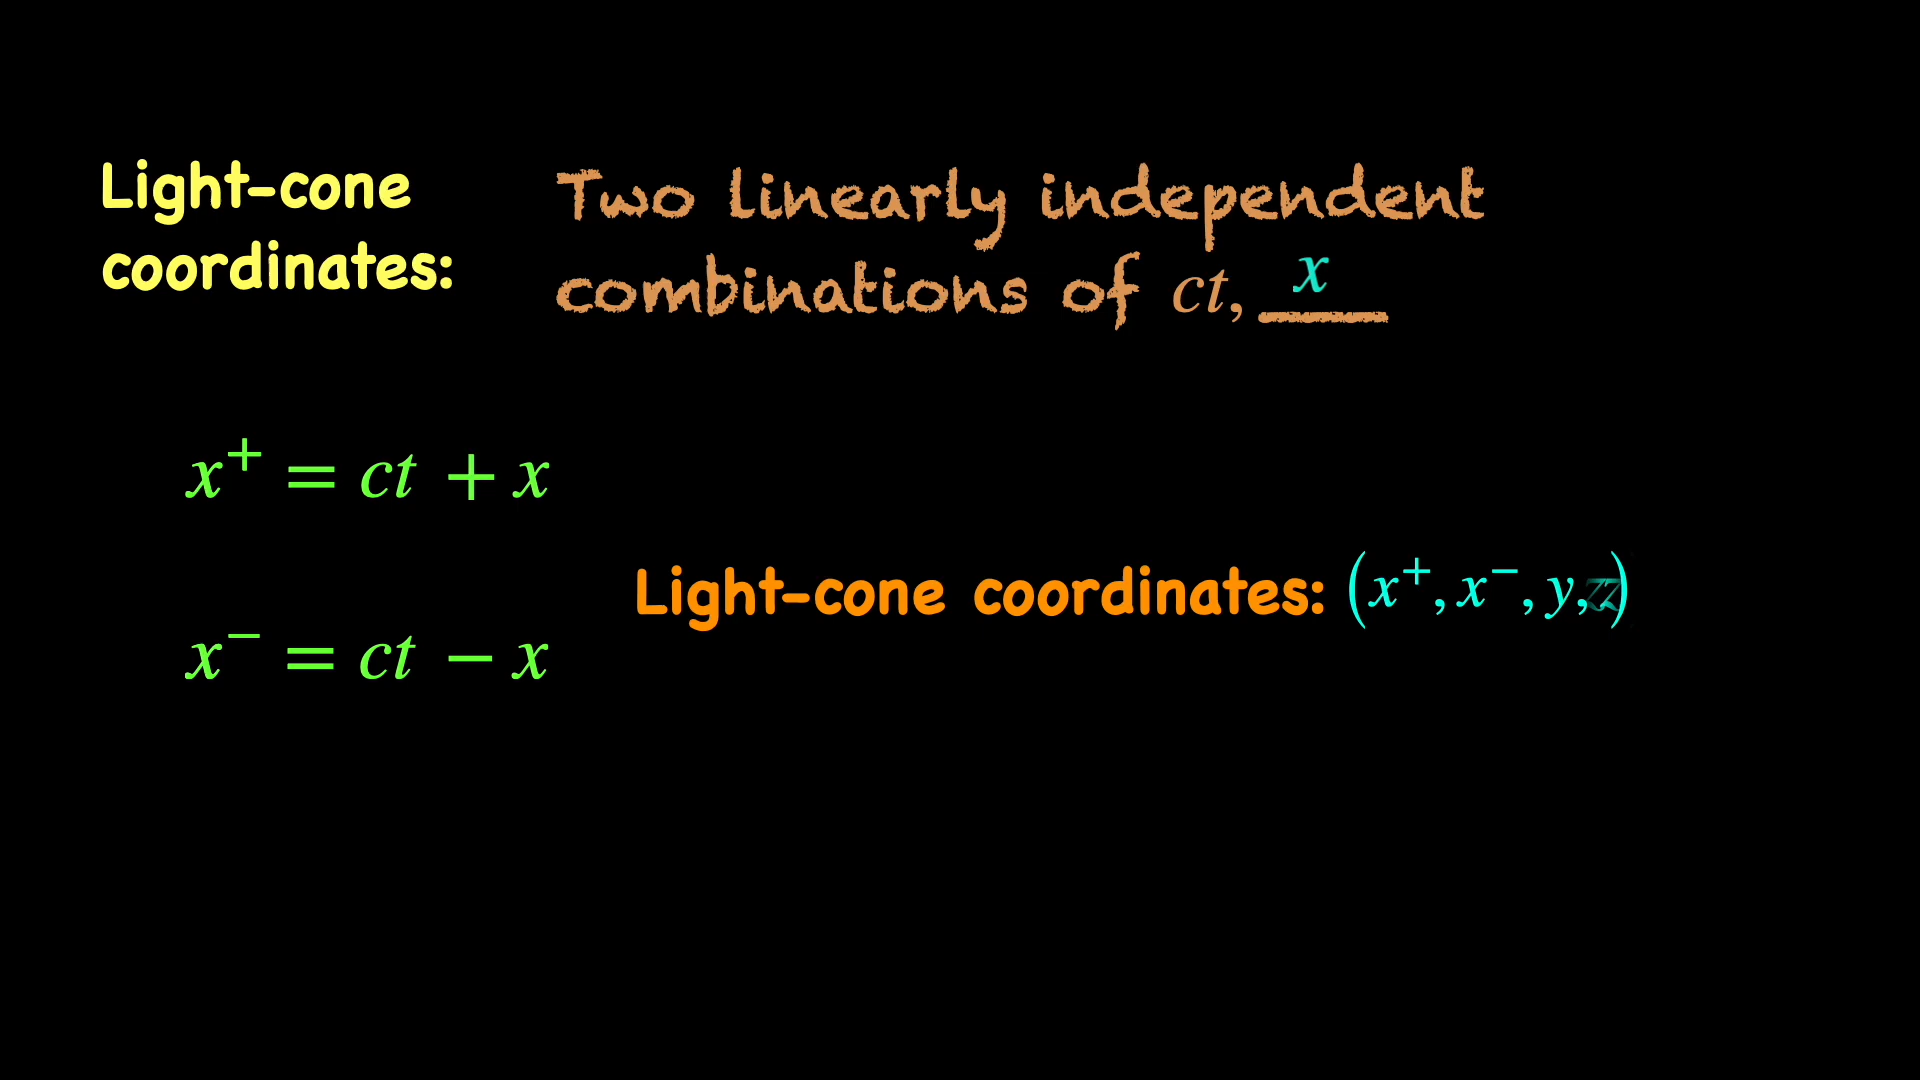 Light-cone
coordinates:
Two linearly independent
combinations of ct, x
x⁺ = ct + x
Light-cone coordinates: (x⁺, x⁻, y, z)
x⁻ = ct − x